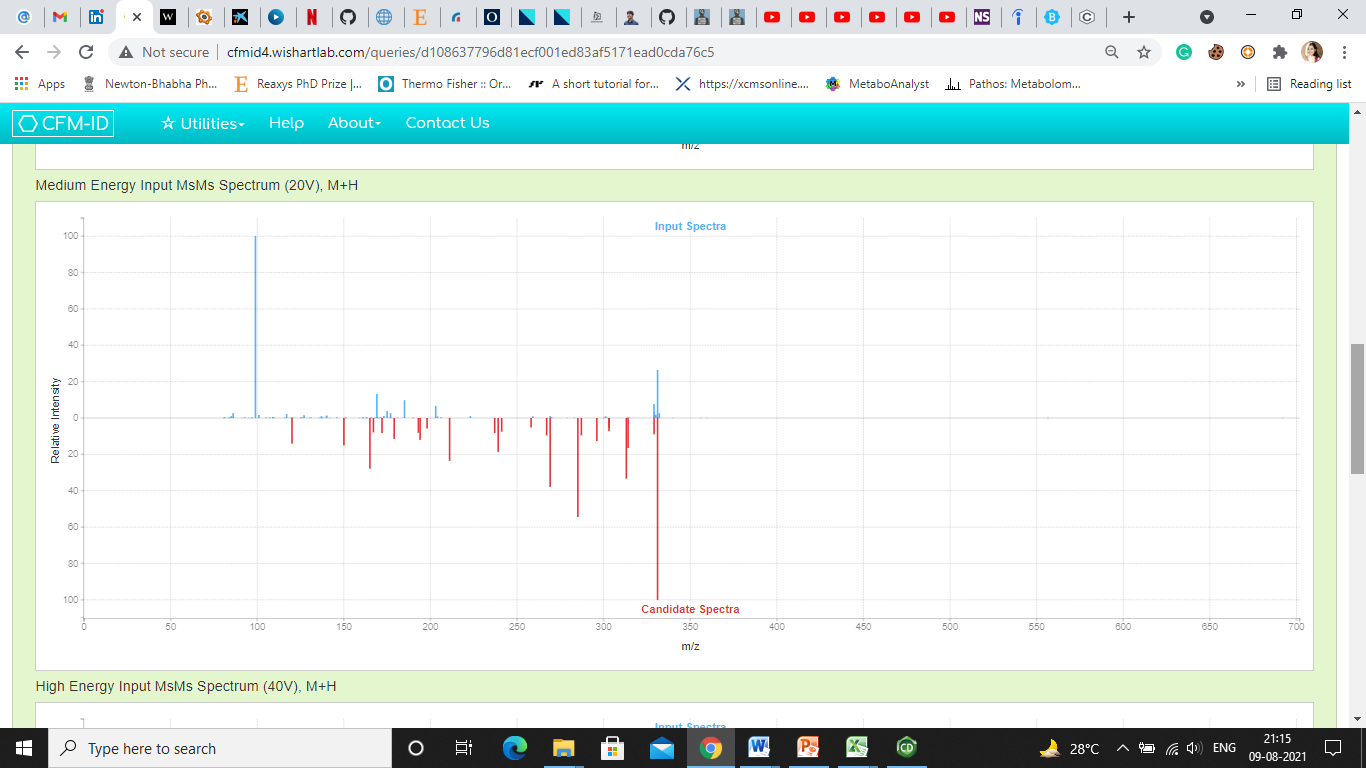 W
N
E
O
NS
C
Not secure
cfmid4.wishartlab.com/queries/d108637796d81ecf001ed83af5171ead0cda76c5
Apps
Newton-Bhabha Ph...
Reaxys PhD Prize |...
Thermo Fisher :: Or...
A short tutorial for...
https://xcmsonline....
MetaboAnalyst
Pathos: Metabolom...
»
Reading list
CFM-ID
Utilities
Help
About
Contact Us
m/z
Medium Energy Input MsMs Spectrum (20V), M+H
Input Spectra
100
80
60
40
20
0
20
40
60
80
100
Relative Intensity
Candidate Spectra
0 50 100 150 200 250 300 350 400 450 500 550 600 650 700
m/z
High Energy Input MsMs Spectrum (40V), M+H
Input Spectra
Type here to search
28°C
ENG
21:15
09-08-2021